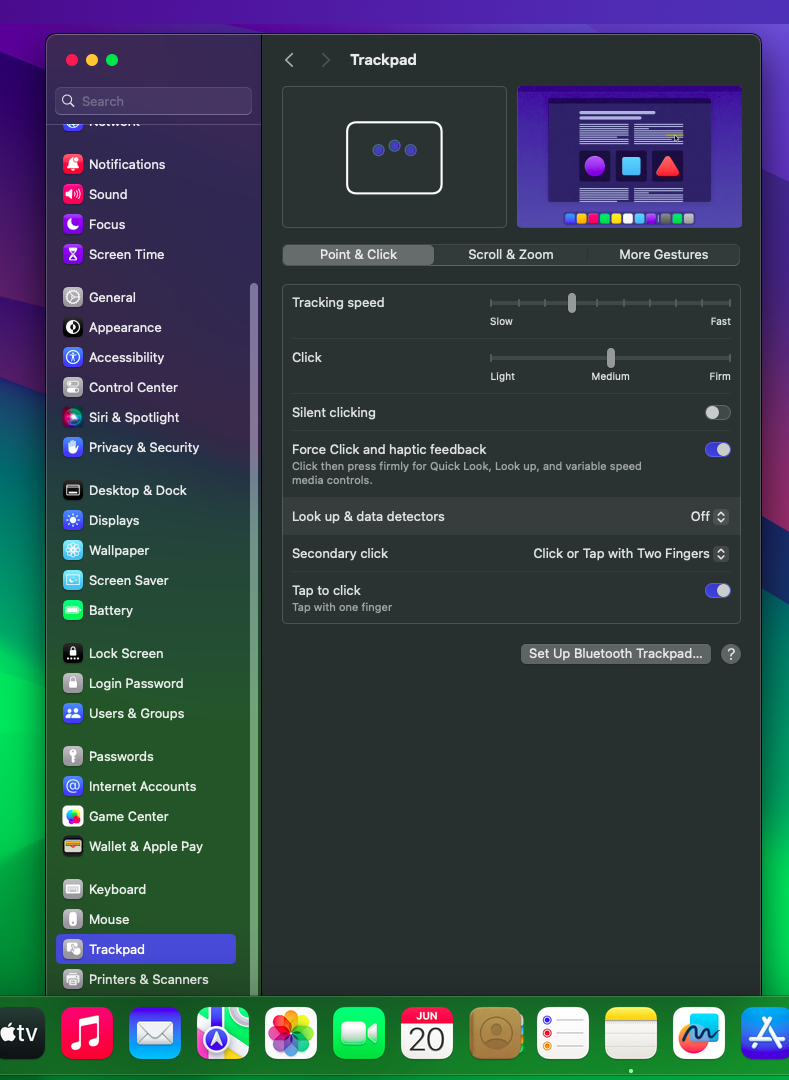 Trackpad
Search
Network
Notifications
Sound
Focus
Screen Time
General
Appearance
Accessibility
Control Center
Siri & Spotlight
Privacy & Security
Desktop & Dock
Displays
Wallpaper
Screen Saver
Battery
Lock Screen
Login Password
Users & Groups
Passwords
Internet Accounts
Game Center
Wallet & Apple Pay
Keyboard
Mouse
Trackpad
Printers & Scanners
Point & Click
Scroll & Zoom
More Gestures
Tracking speed
Slow
Fast
Click
Light
Medium
Firm
Silent clicking
Force Click and haptic feedback
Click then press firmly for Quick Look, Look up, and variable speed
media controls.
Look up & data detectors
Off
Secondary click
Click or Tap with Two Fingers
Tap to click
Tap with one finger
Set Up Bluetooth Trackpad...
?
tv
JUN
20